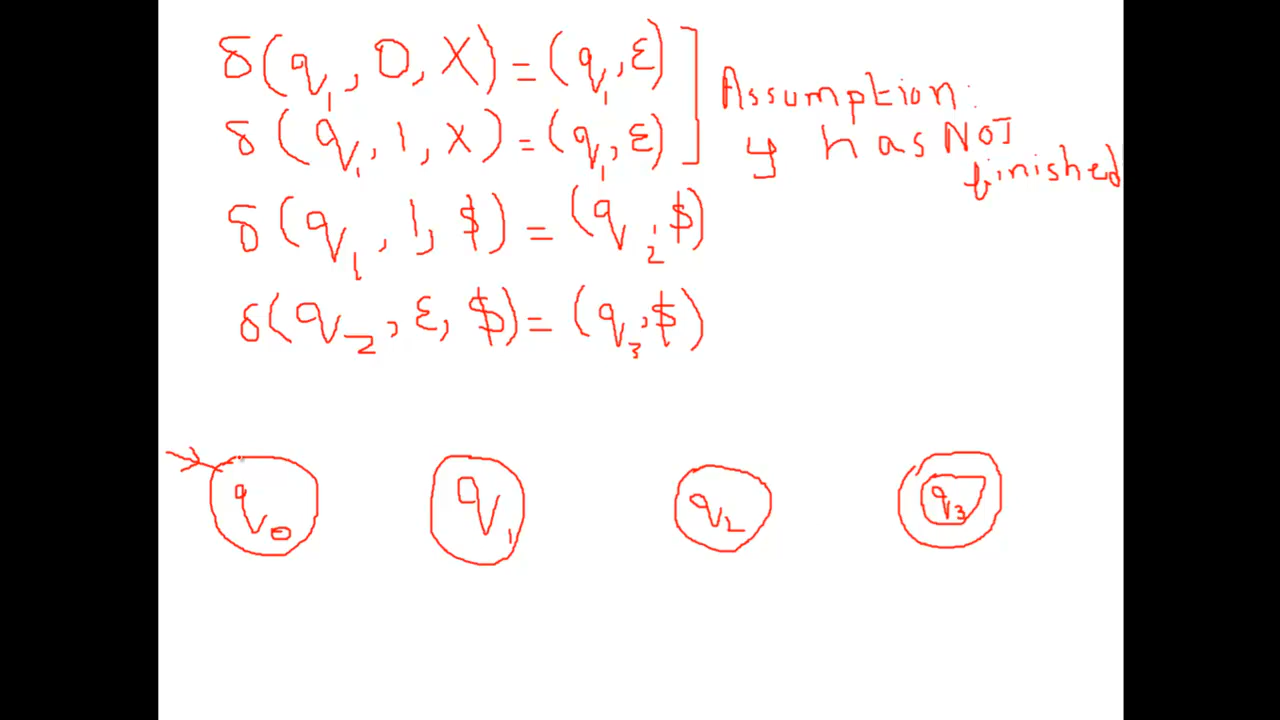 δ(q₁, 0, X) = (q₁, ε)
δ(q₁, 1, X) = (q₁, ε)
Assumption:
y has NOT
finished
δ(q₁, 1, $) = (q₂, $)
δ(q₂, ε, $) = (q₃, $)
q₀ q₁ q₂ q₃